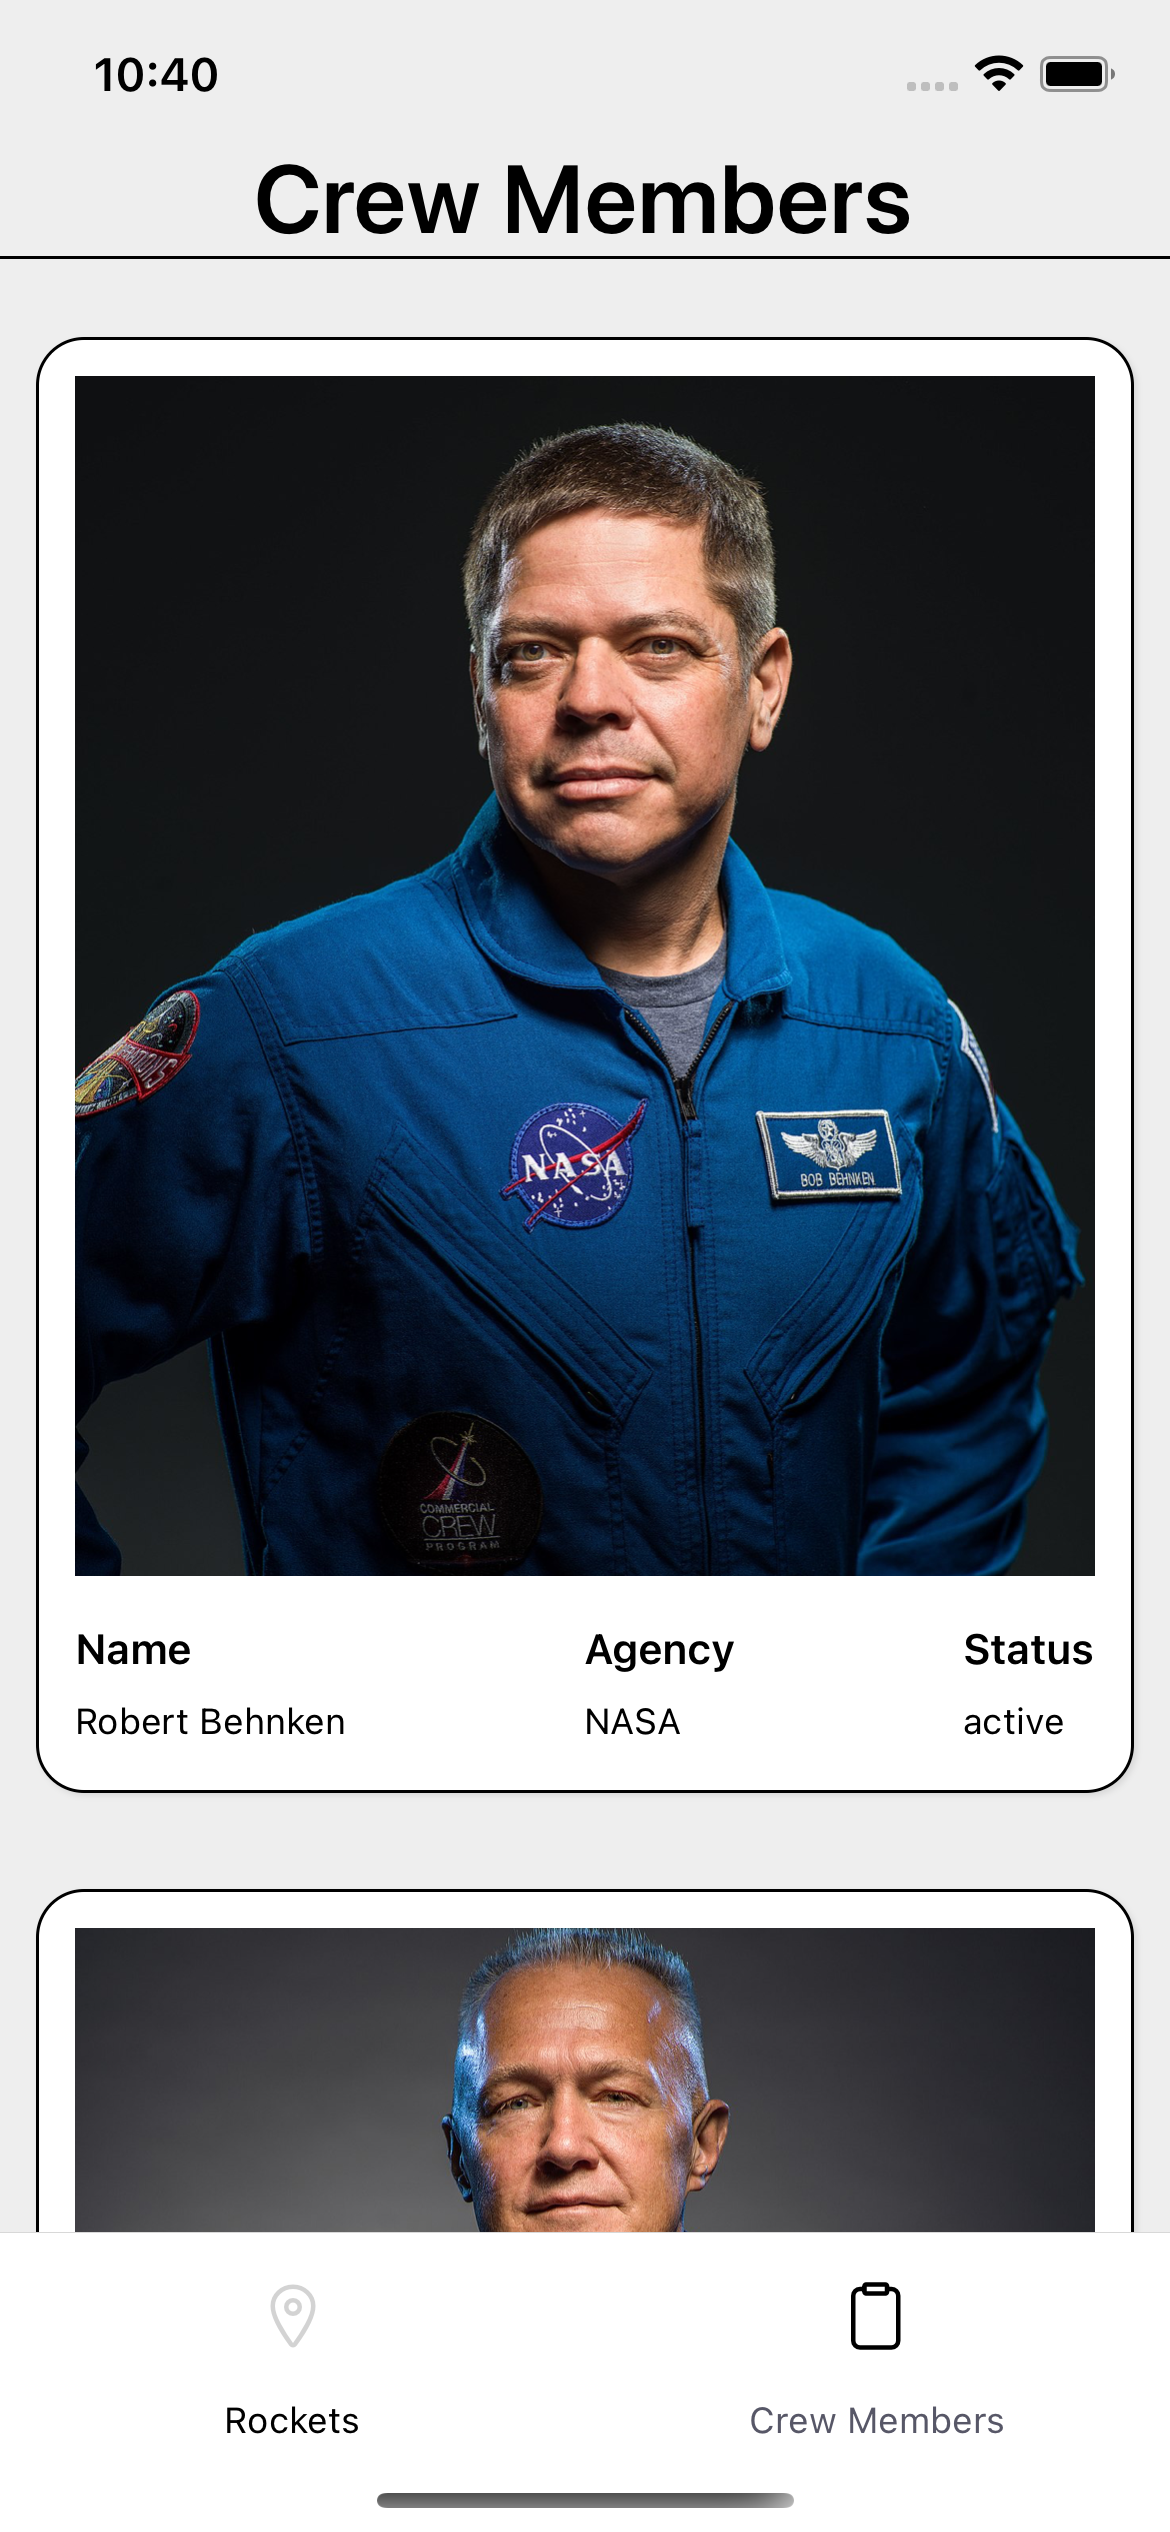 10:40
Crew Members
NASA
BOB BEHNKEN
COMMERCIAL
CREW
PROGRAM
Name Agency Status
Robert Behnken NASA active
Rockets Crew Members